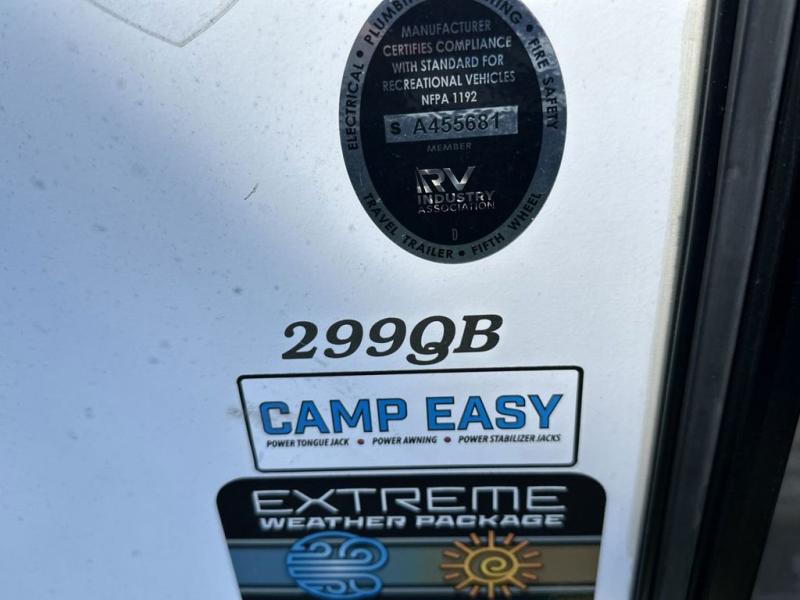 ELECTRICAL • PLUMBING • FIRE SAFETY
MANUFACTURER
CERTIFIES COMPLIANCE
WITH STANDARD FOR
RECREATIONAL VEHICLES
NFPA 1192
S A455681
MEMBER
RV
INDUSTRY
ASSOCIATION
D
TRAVEL TRAILER • FIFTH WHEEL
299QB
CAMP EASY
POWER TONGUE JACK • POWER AWNING • POWER STABILIZER JACKS
EXTREME
WEATHER PACKAGE